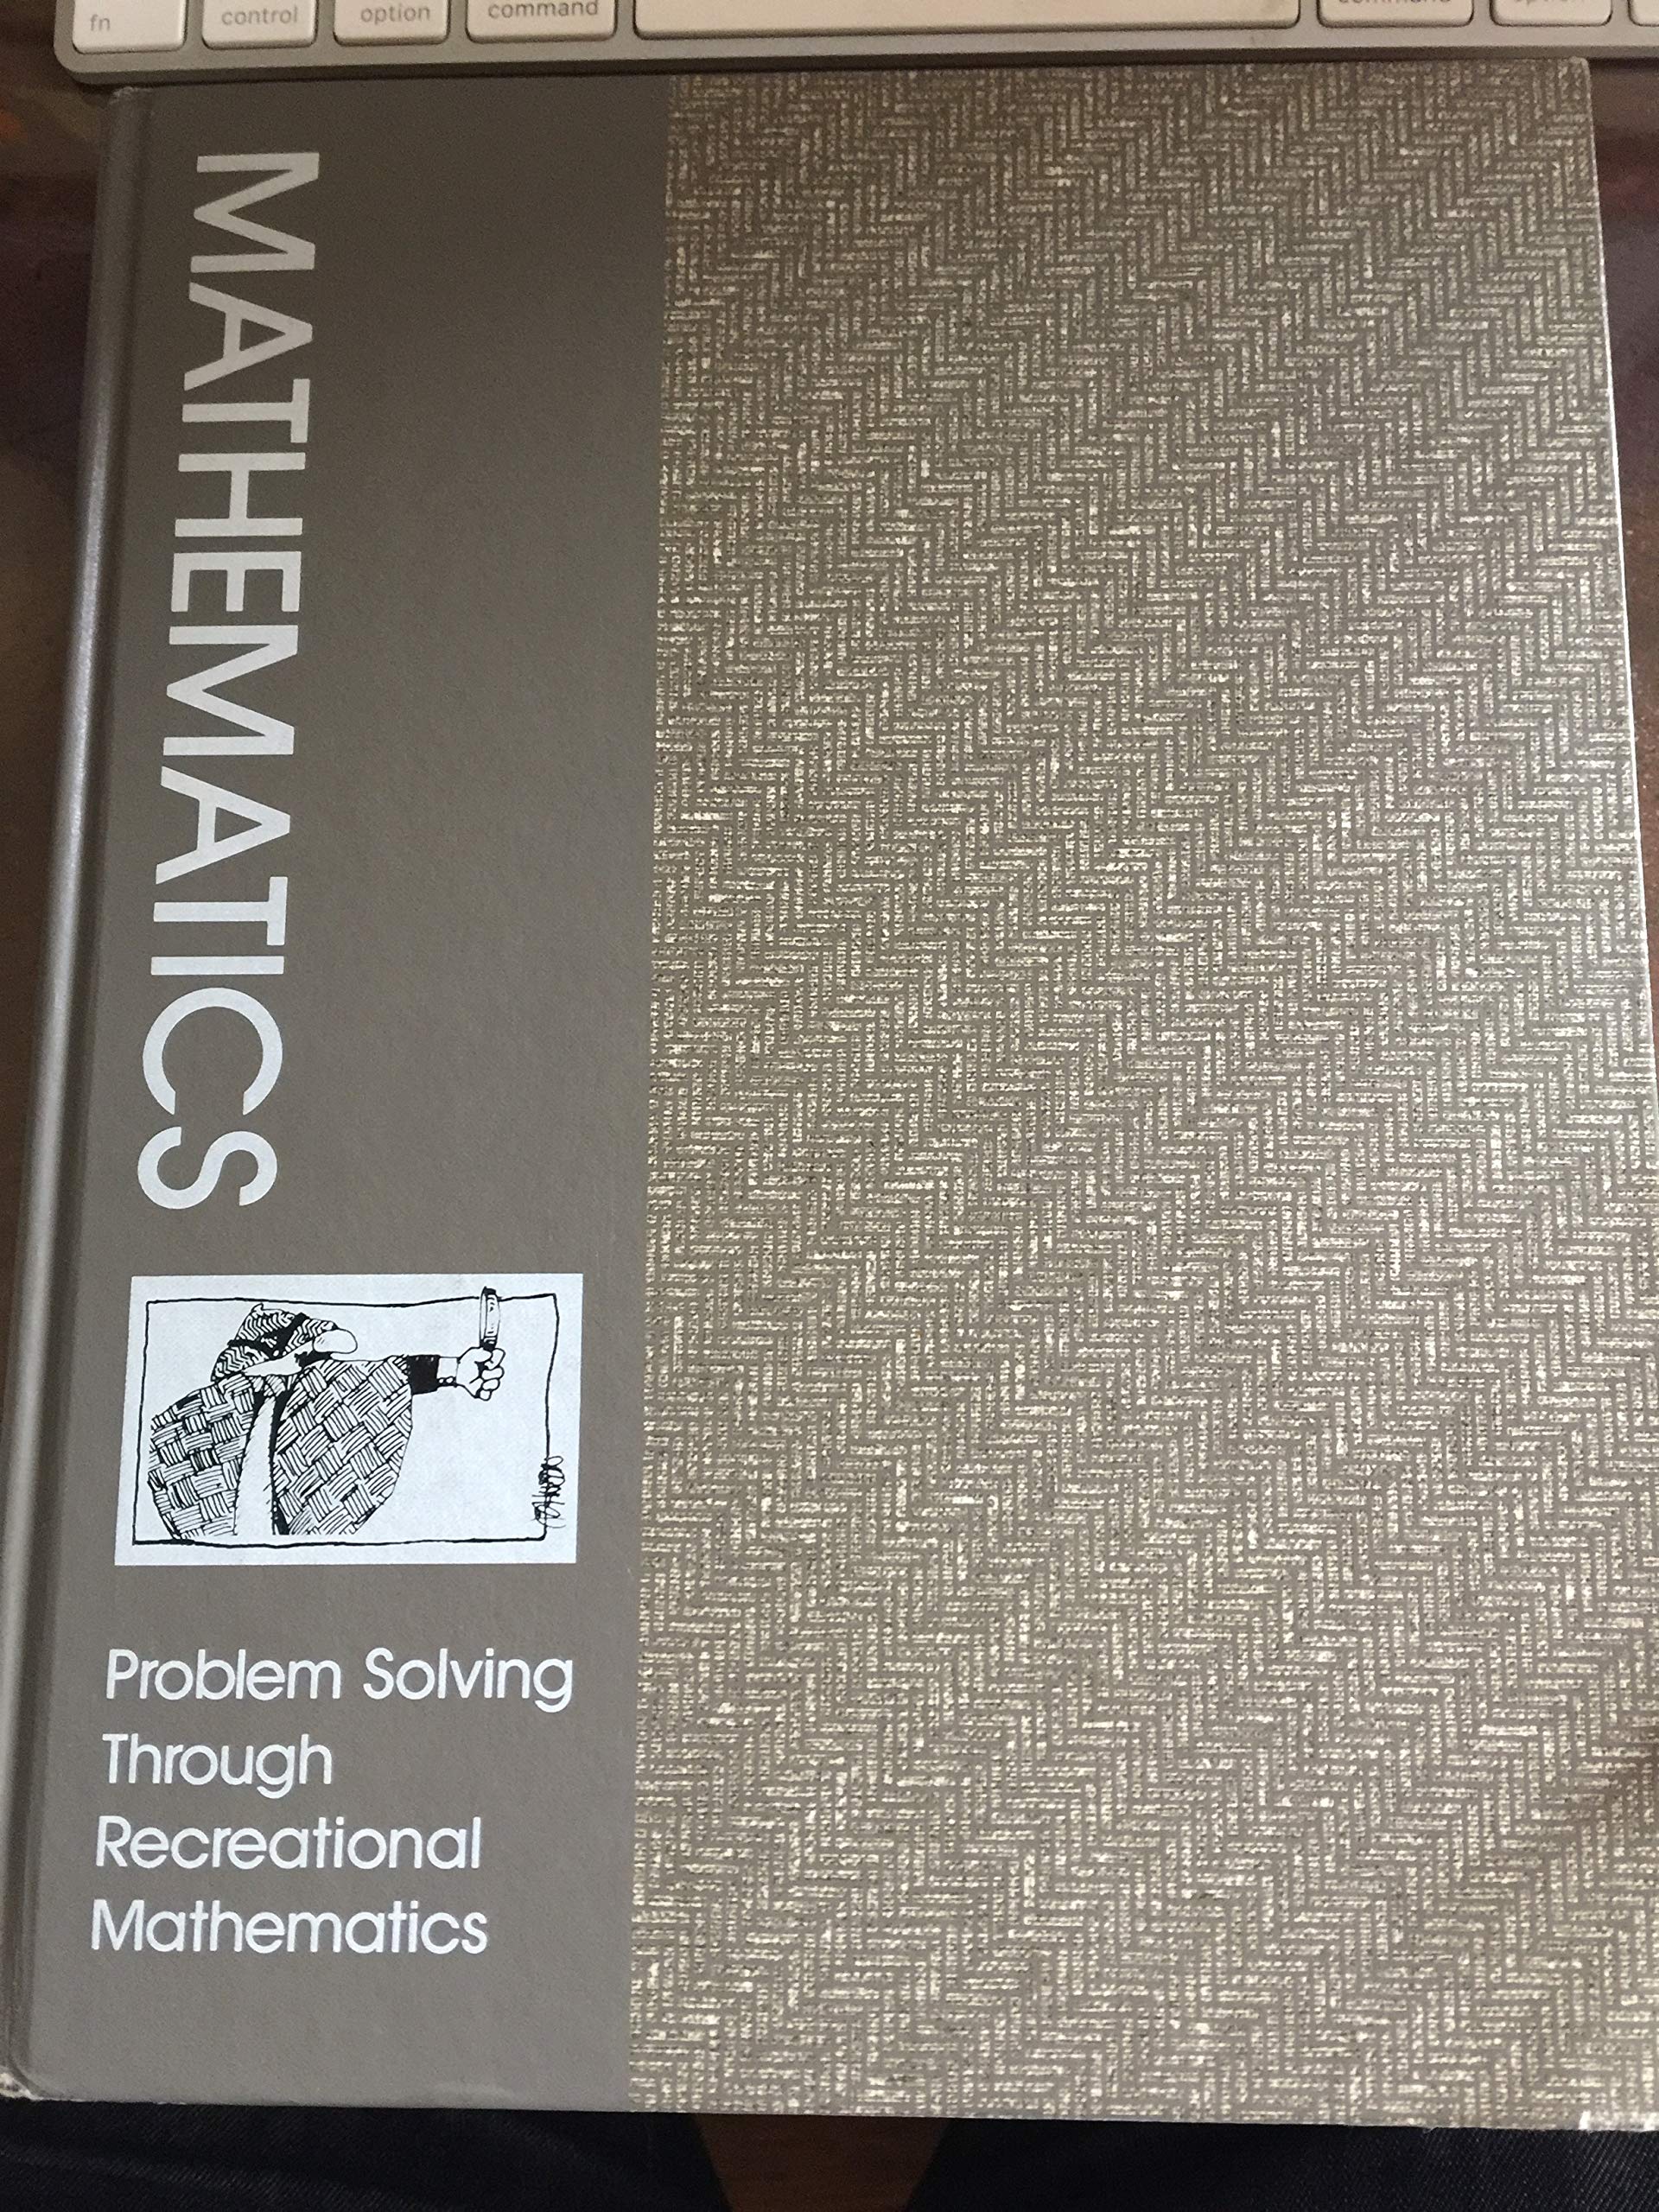 fn
control
option
command
MATHEMATICS
Problem Solving
Through
Recreational
Mathematics